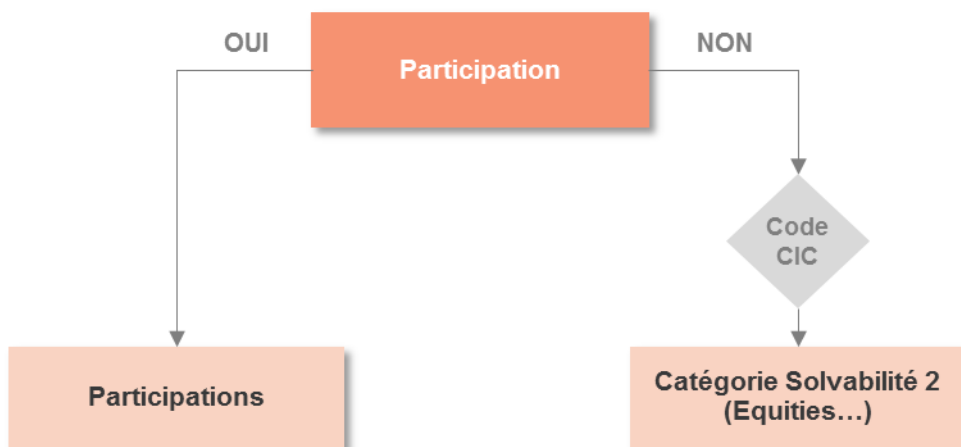 OUI
Participation
NON
Code
CIC
Participations
Catégorie Solvabilité 2
(Equities...)